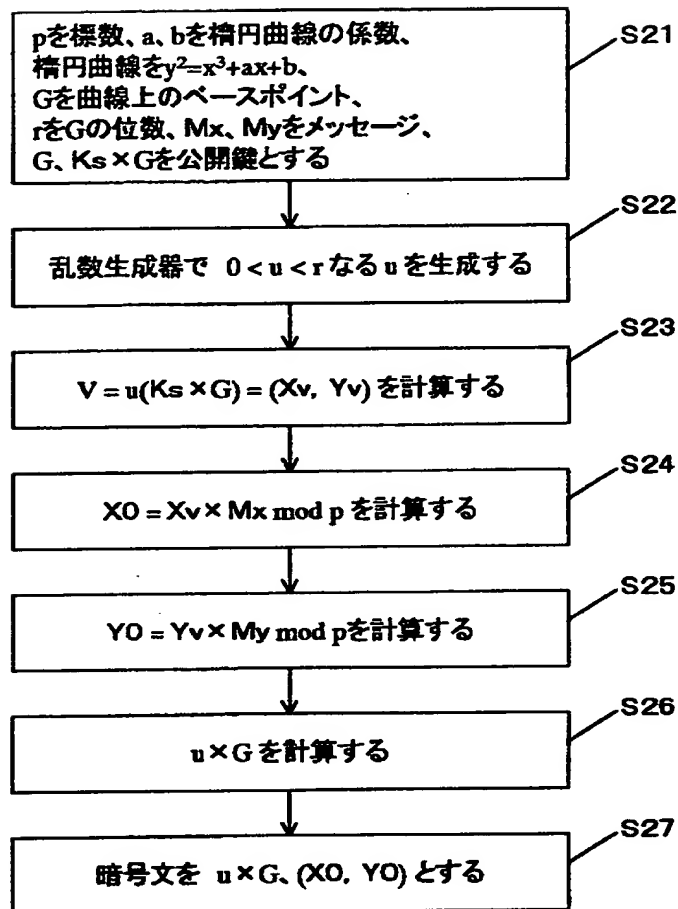 pを標数、a、bを楕円曲線の係数、
楕円曲線をy²=x³+ax+b、
Gを曲線上のベースポイント、
rをGの位数、Mx、Myをメッセージ、
G、Ks×Gを公開鍵とする
S21
乱数生成器で 0<u<rなるuを生成する
S22
V=u(Ks×G)=(Xv, Yv)を計算する
S23
X0=Xv×Mx mod pを計算する
S24
Y0=Yv×My mod pを計算する
S25
u×Gを計算する
S26
暗号文を u×G、(X0, Y0)とする
S27